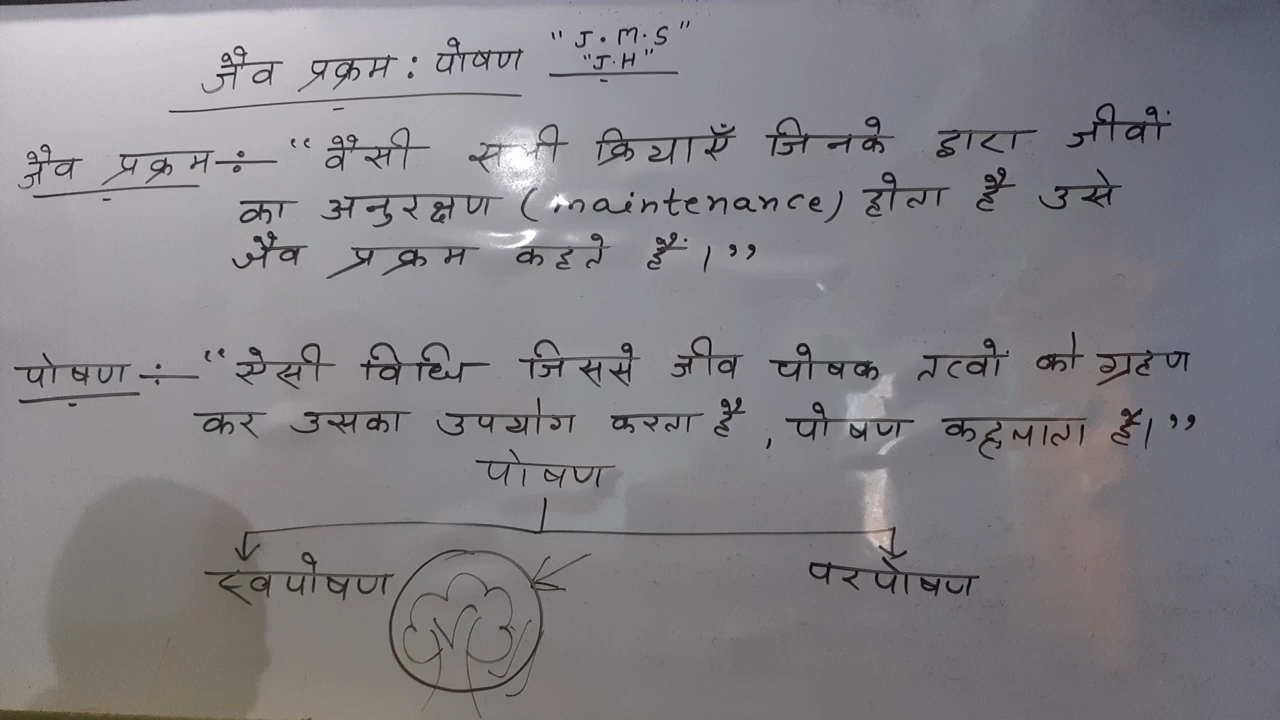 जैव प्रक्रम : पोषण "J.M.S"
"J.H"
जैव प्रक्रम ÷ "वैसी सभी क्रियाएँ जिनके द्वारा जीवों
का अनुरक्षण (maintenance) होता है उसे
जैव प्रक्रम कहते हैं।"
पोषण ÷ "ऐसी विधि जिससे जीव पोषक तत्वों को ग्रहण
कर उसका उपयोग करता है, पोषण कहलाता है।"
पोषण
स्वपोषण परपोषण